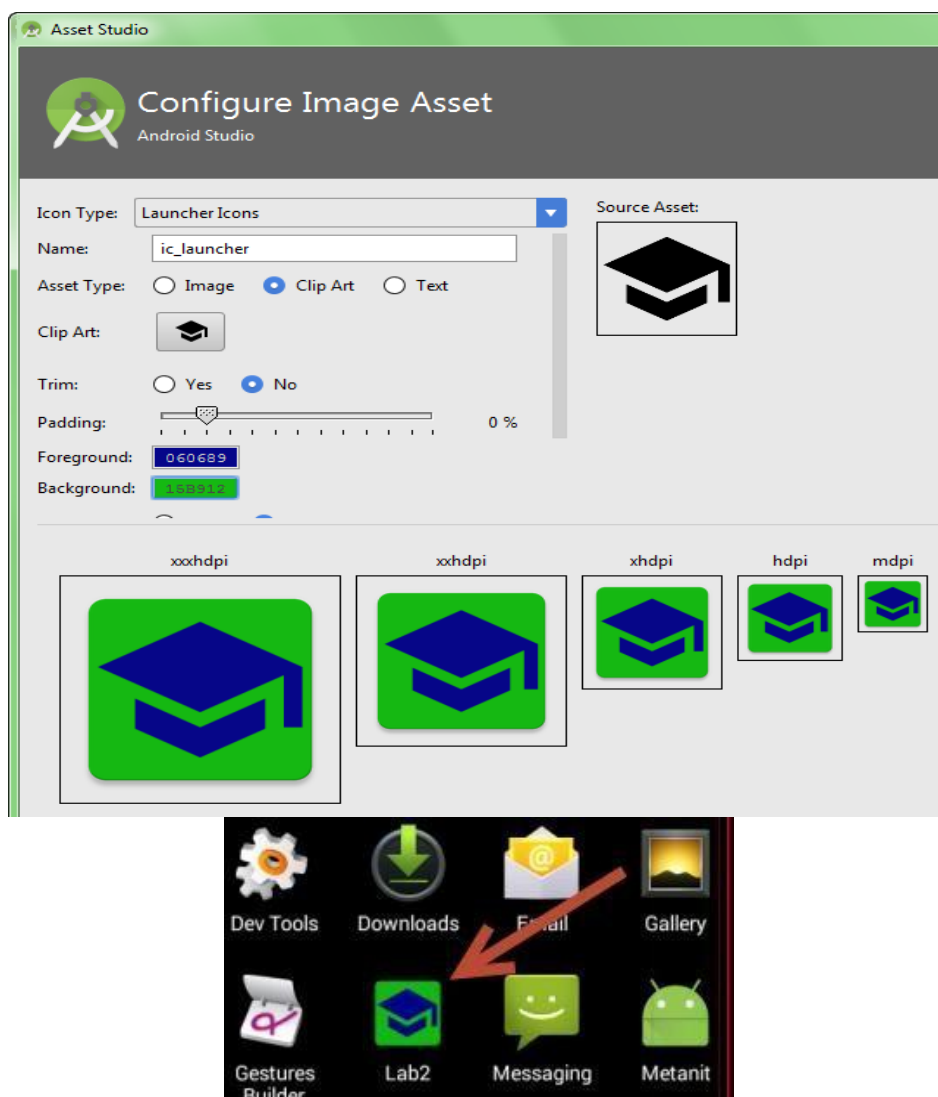 Asset Studio
Configure Image Asset
Android Studio
Icon Type: Launcher Icons
Source Asset:
Name: ic_launcher
Asset Type: Image Clip Art Text
Clip Art:
Trim: Yes No
Padding: 0 %
Foreground: 060689
Background: 15B912
xxxhdpi xxhdpi xhdpi hdpi mdpi
Dev Tools Downloads Email Gallery
Gestures Lab2 Messaging Metanit
Builder